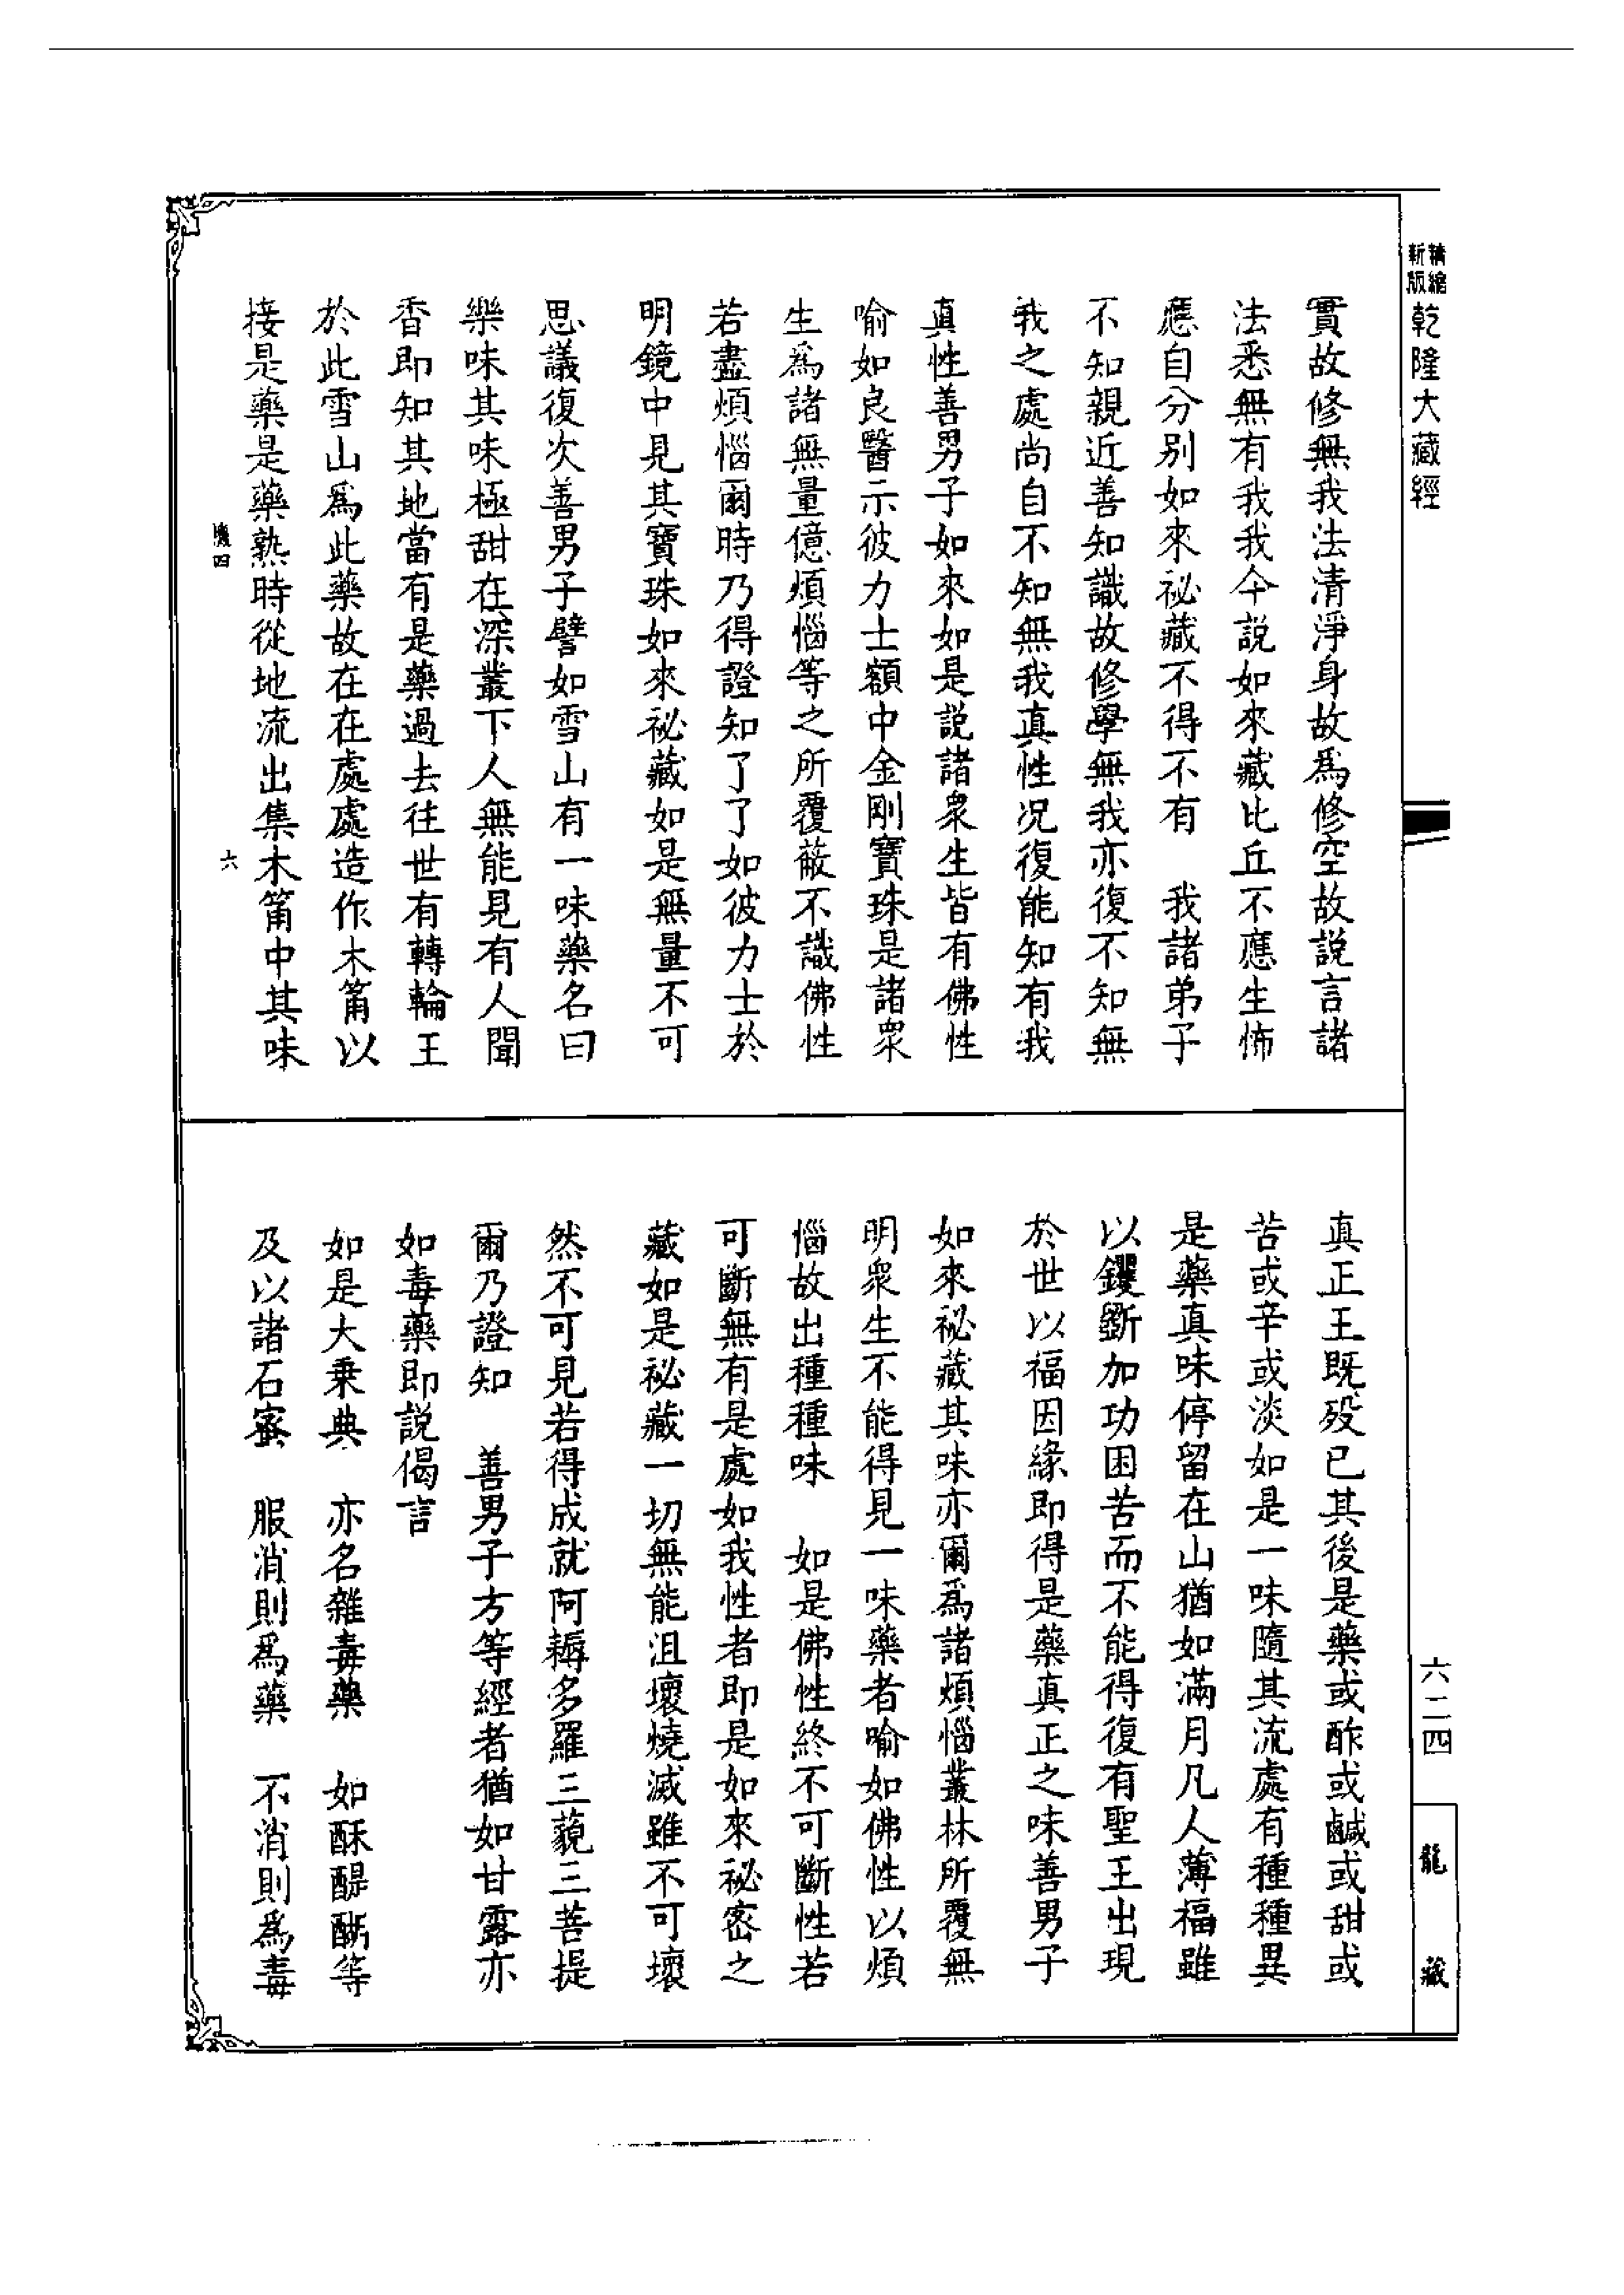 精縮
新版
乾隆大藏經
實故修無我法清淨身故爲修空故說言諸
法悉無有我我今說如來藏比丘不應生怖
應自分別如來祕藏不得不有　我諸弟子
不知親近善知識故修學無我亦復不知無
我之處尚自不知無我真性況復能知有我
真性善男子如來如是説諸衆生皆有佛性
喻如良醫示彼力士額中金剛寶珠是諸衆
生爲諸無量億煩惱等之所覆蔽不識佛性
若盡煩惱爾時乃得證知了了如彼力士於
明鏡中見其寶珠如來祕藏如是無量不可
思議復次善男子譬如雪山有一味藥名曰
樂味其味極甜在深叢下人無能見有人聞
香即知其地當有是藥過去往世有轉輪王
於此雪山爲此藥故在在處處造作木筩以
接是藥是藥熟時從地流出集木筩中其味
六
真正王既歿已其後是藥或酢或鹹或甜或
苦或辛或淡如是一味隨其流處有種種異
是藥真味停留在山猶如滿月凡人薄福雖
以钁斷加功困苦而不能得復有聖王出現
於世以福因緣即得是藥真正之味善男子
如來祕藏其味亦爾爲諸煩惱叢林所覆無
明衆生不能得見一味藥者喻如佛性以煩
惱故出種種味　如是佛性終不可斷性若
可斷無有是處如我性者即是如來祕密之
藏如是祕藏一切無能沮壞燒滅雖不可壞
然不可見若得成就阿耨多羅三藐三菩提
爾乃證知　善男子方等經者猶如甘露亦
如毒藥即説偈言
如是大乗典　亦名雜毒藥　如酥醍醐等
及以諸石蜜　服消則爲藥　不消則爲毒
六二四
龍藏